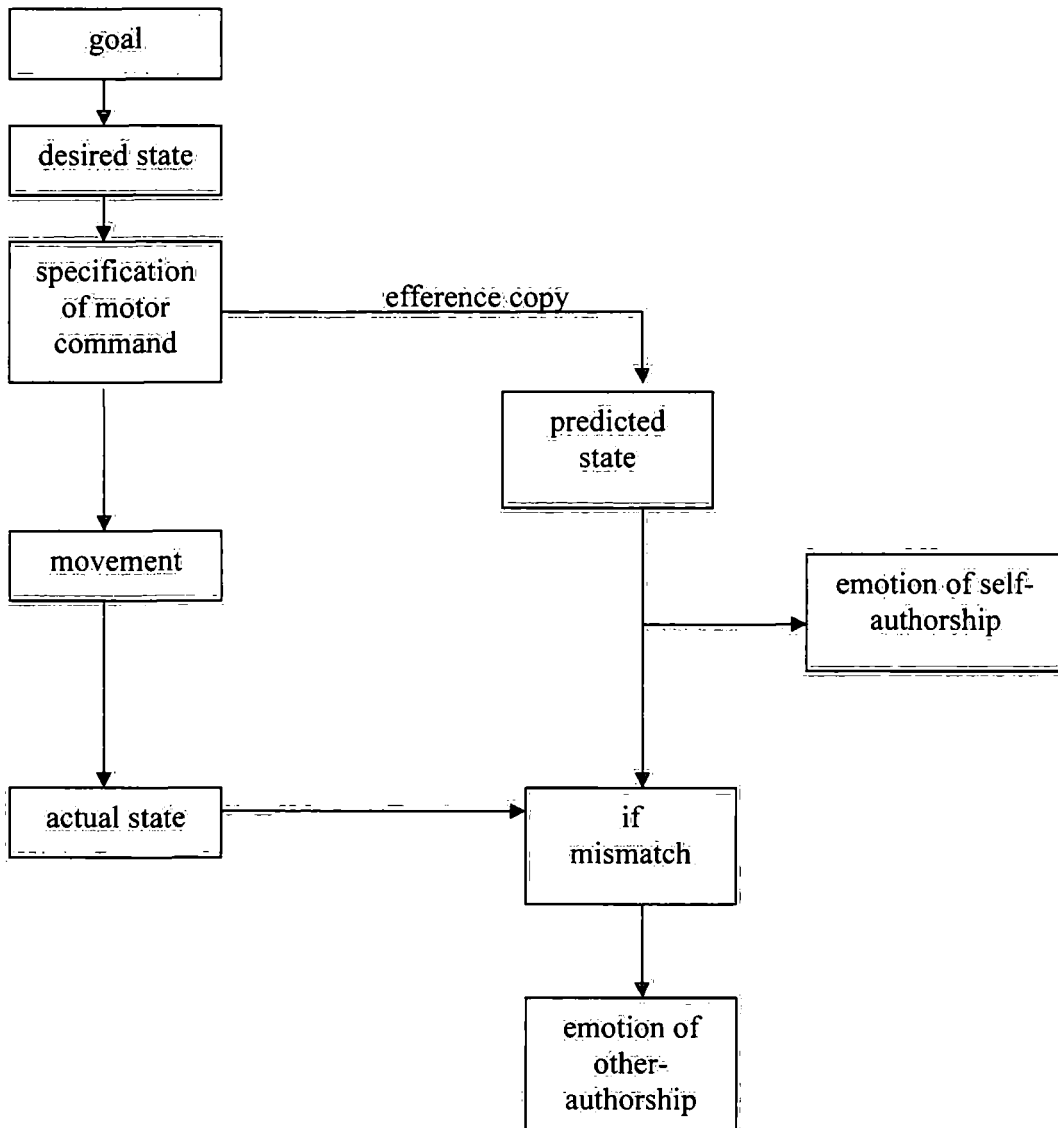 goal
desired state
specification
of motor
command
efference copy
predicted
state
movement
emotion of self-
authorship
actual state
if
mismatch
emotion of
other-
authorship